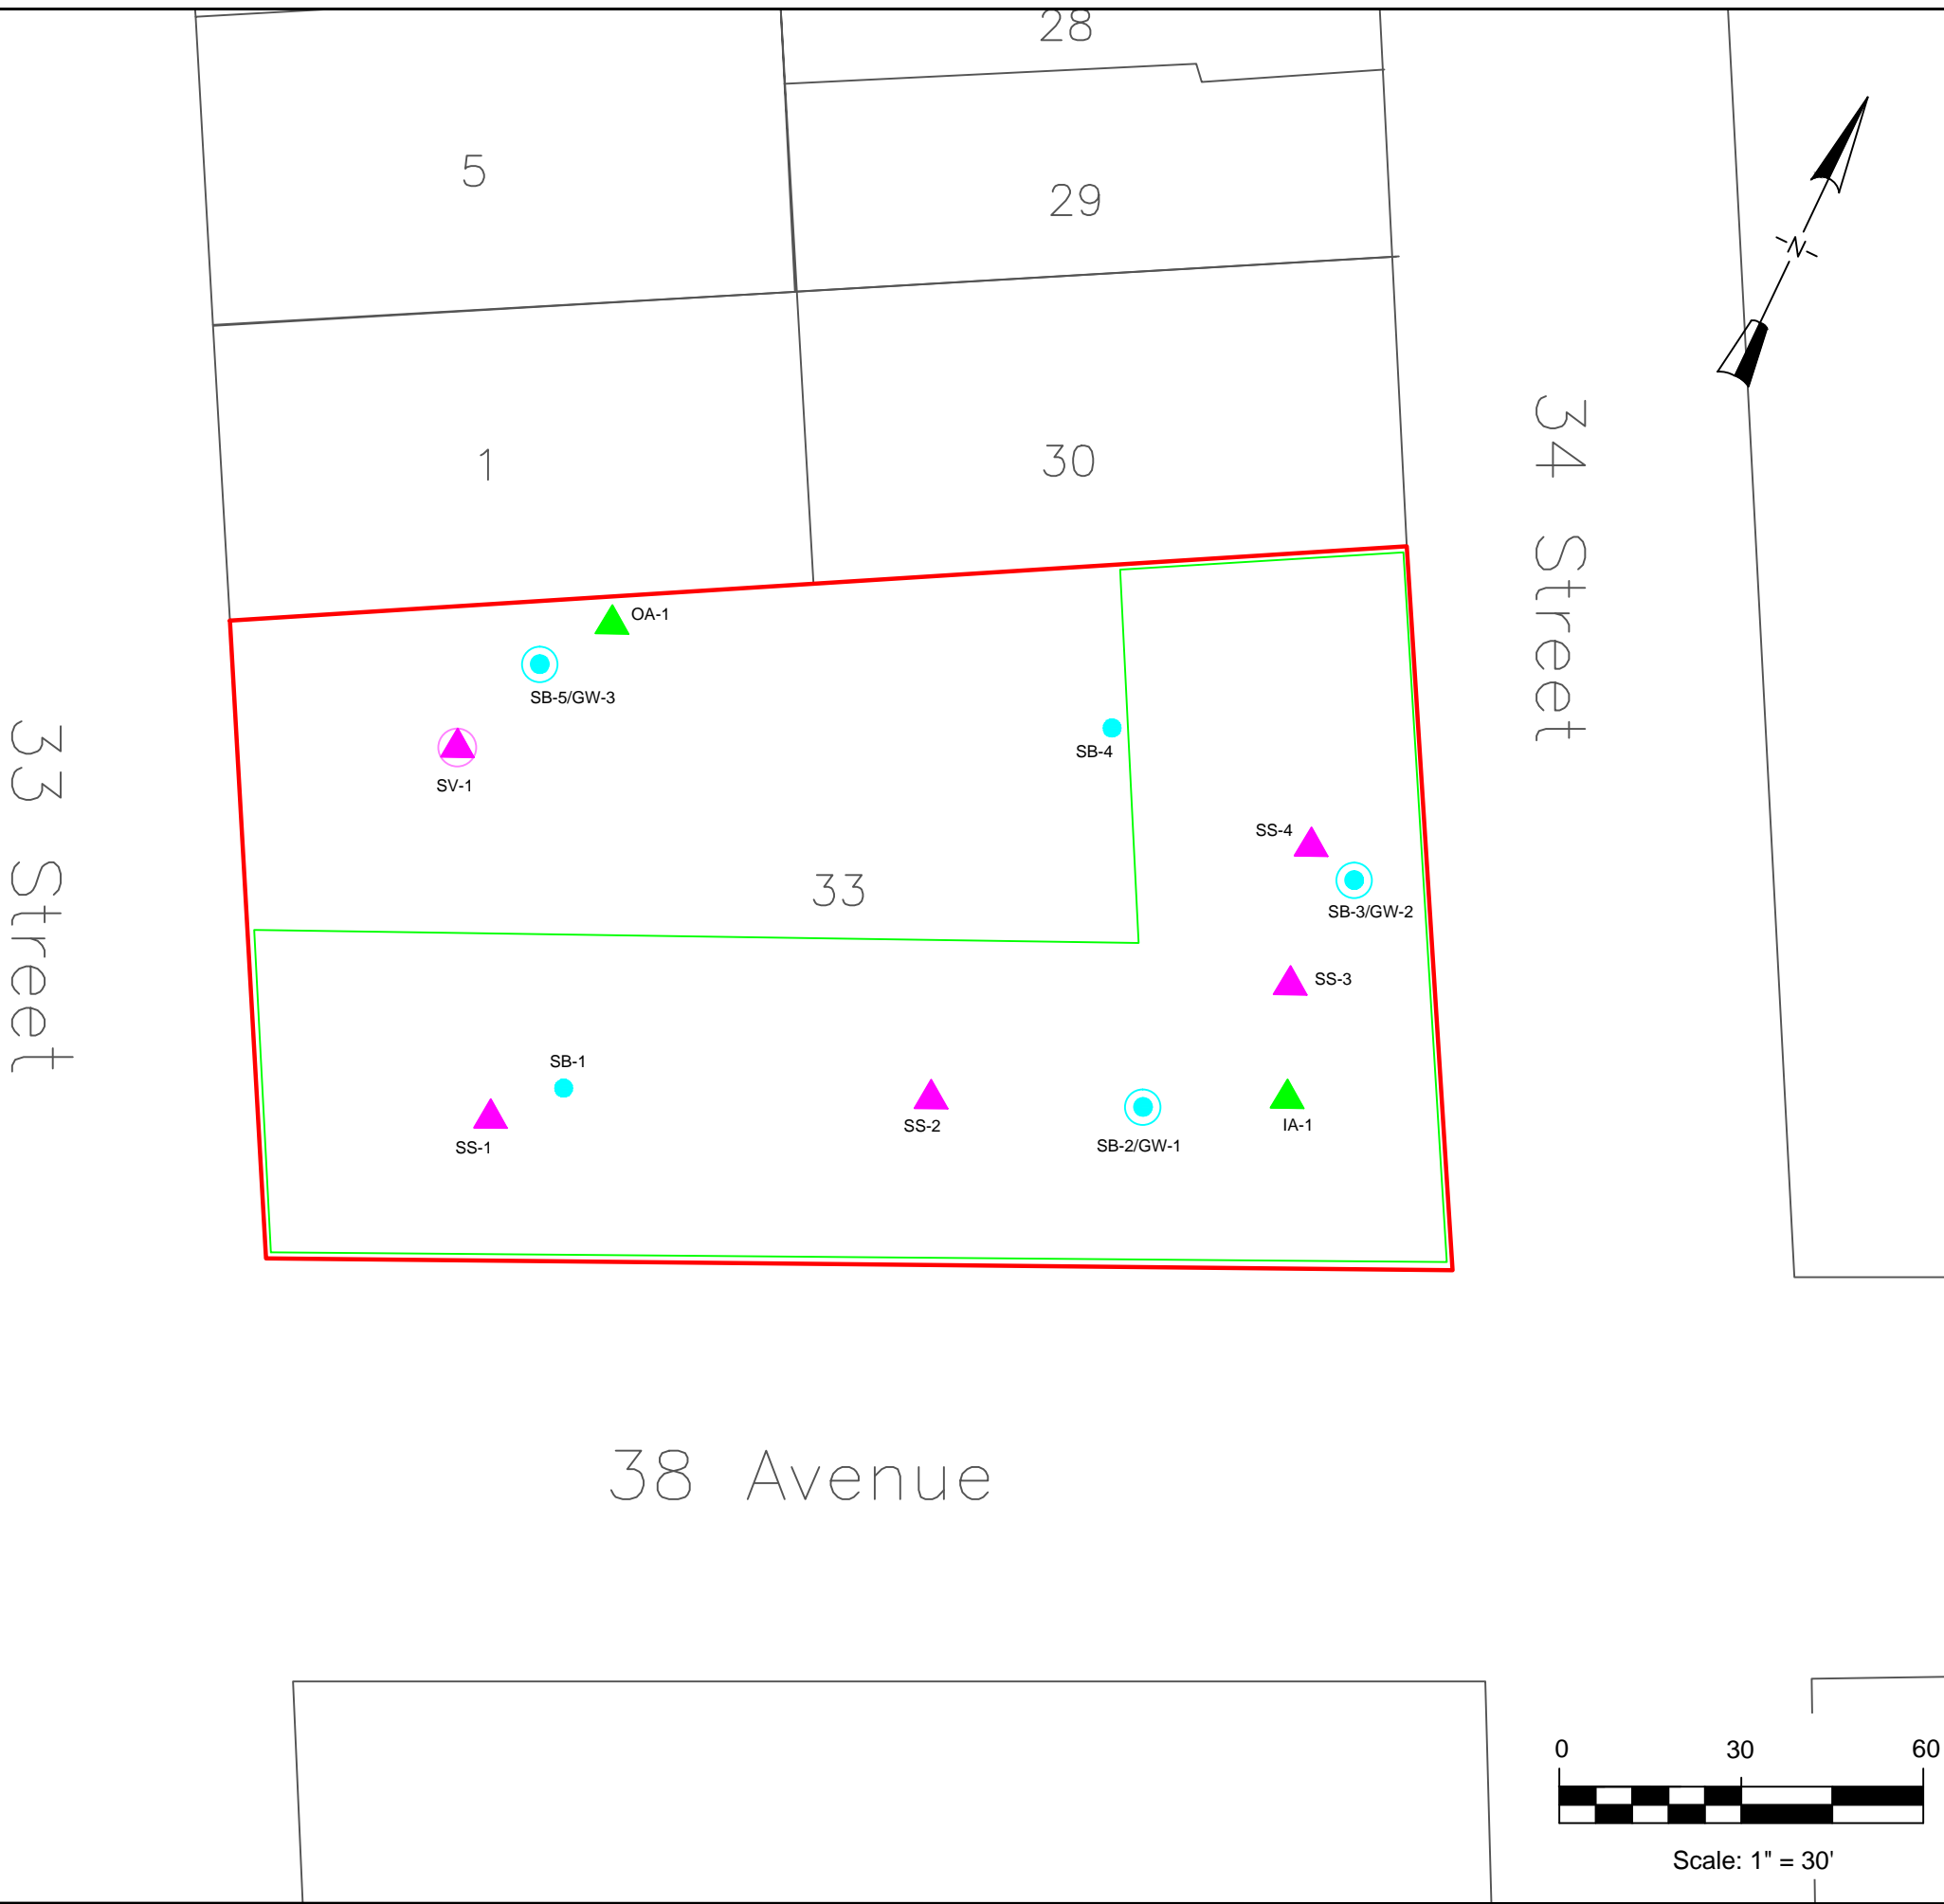 28
5
29
N
1
30
34 Street
OA-1
SB-5/GW-3
SB-4
33 Street
SV-1
SS-4
33
SB-3/GW-2
SS-3
SB-1
SS-2
IA-1
SS-1
SB-2/GW-1
38 Avenue
0 30 60
Scale: 1" = 30'